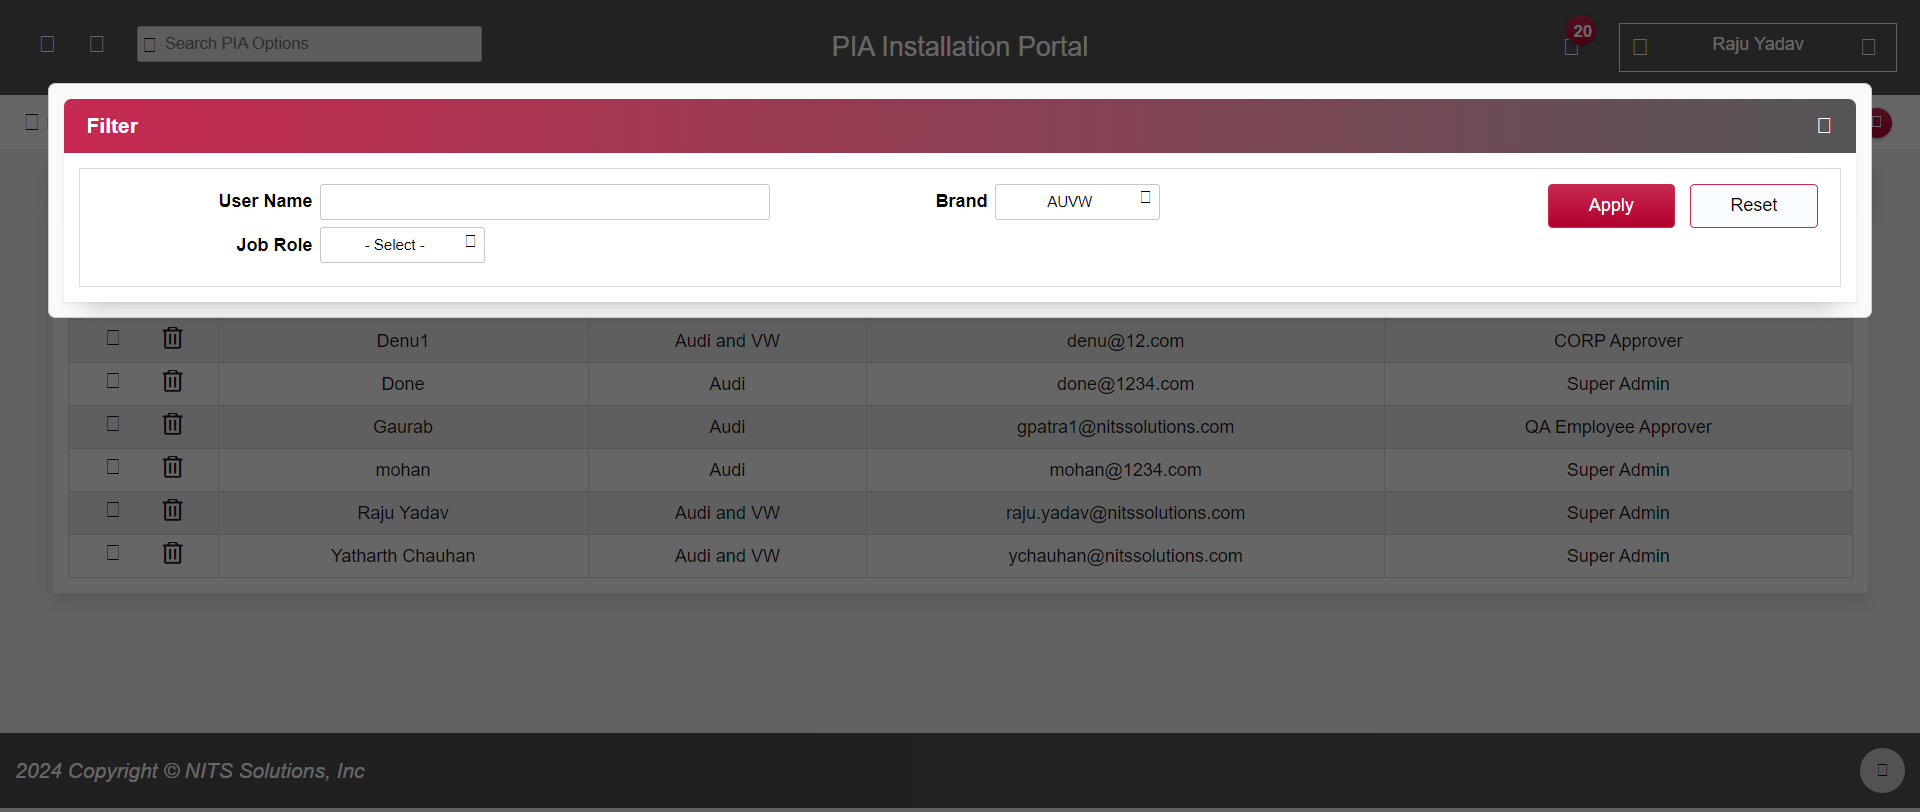 Search PIA Options
PIA Installation Portal
20
Raju Yadav
Filter
User Name
Brand AUVW
Apply
Reset
Job Role - Select -
Denu1 Audi and VW denu@12.com CORP Approver
Done Audi done@1234.com Super Admin
Gaurab Audi gpatra1@nitssolutions.com QA Employee Approver
mohan Audi mohan@1234.com Super Admin
Raju Yadav Audi and VW raju.yadav@nitssolutions.com Super Admin
Yatharth Chauhan Audi and VW ychauhan@nitssolutions.com Super Admin
2024 Copyright © NITS Solutions, Inc